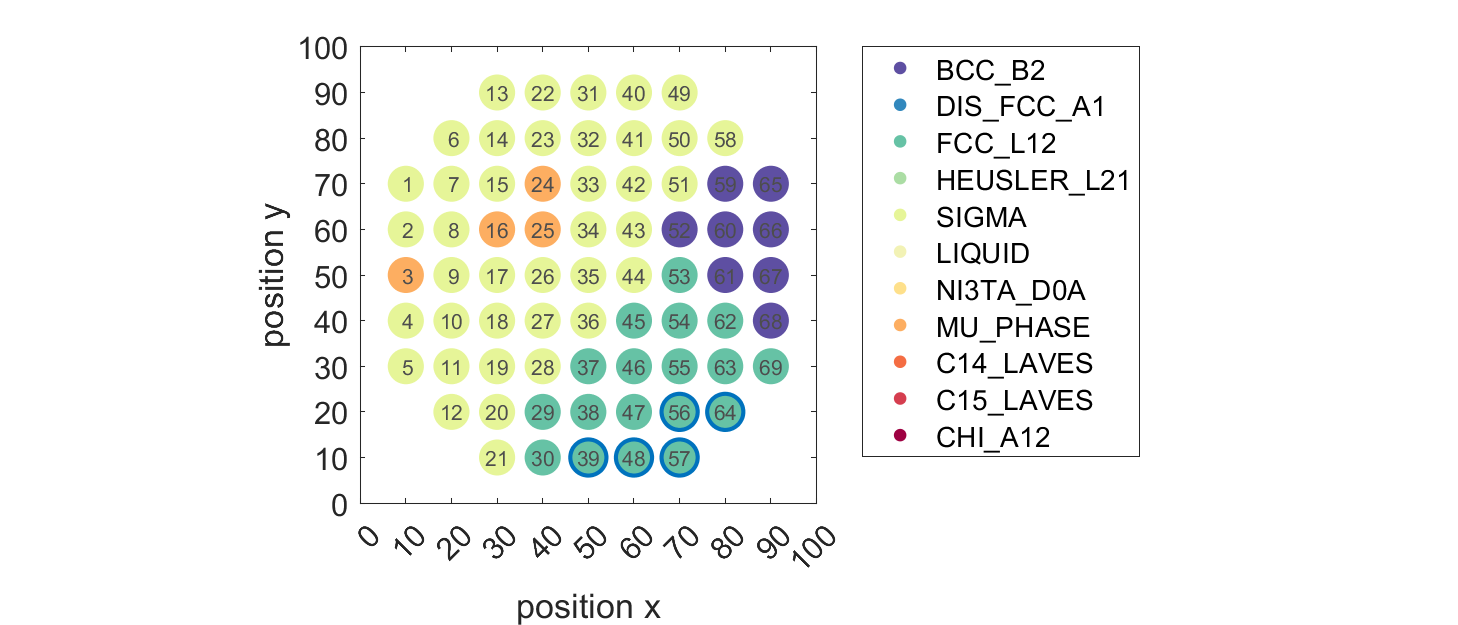 100
90
80
70
60
50
40
30
20
10
0
position y
13 22 31 40 49
6 14 23 32 41 50 58
1 7 15 24 33 42 51 59 65
2 8 16 25 34 43 52 60 66
3 9 17 26 35 44 53 61 67
4 10 18 27 36 45 54 62 68
5 11 19 28 37 46 55 63 69
12 20 29 38 47 56 64
21 30 39 48 57
0 10 20 30 40 50 60 70 80 90 100
position x
BCC_B2
DIS_FCC_A1
FCC_L12
HEUSLER_L21
SIGMA
LIQUID
NI3TA_D0A
MU_PHASE
C14_LAVES
C15_LAVES
CHI_A12